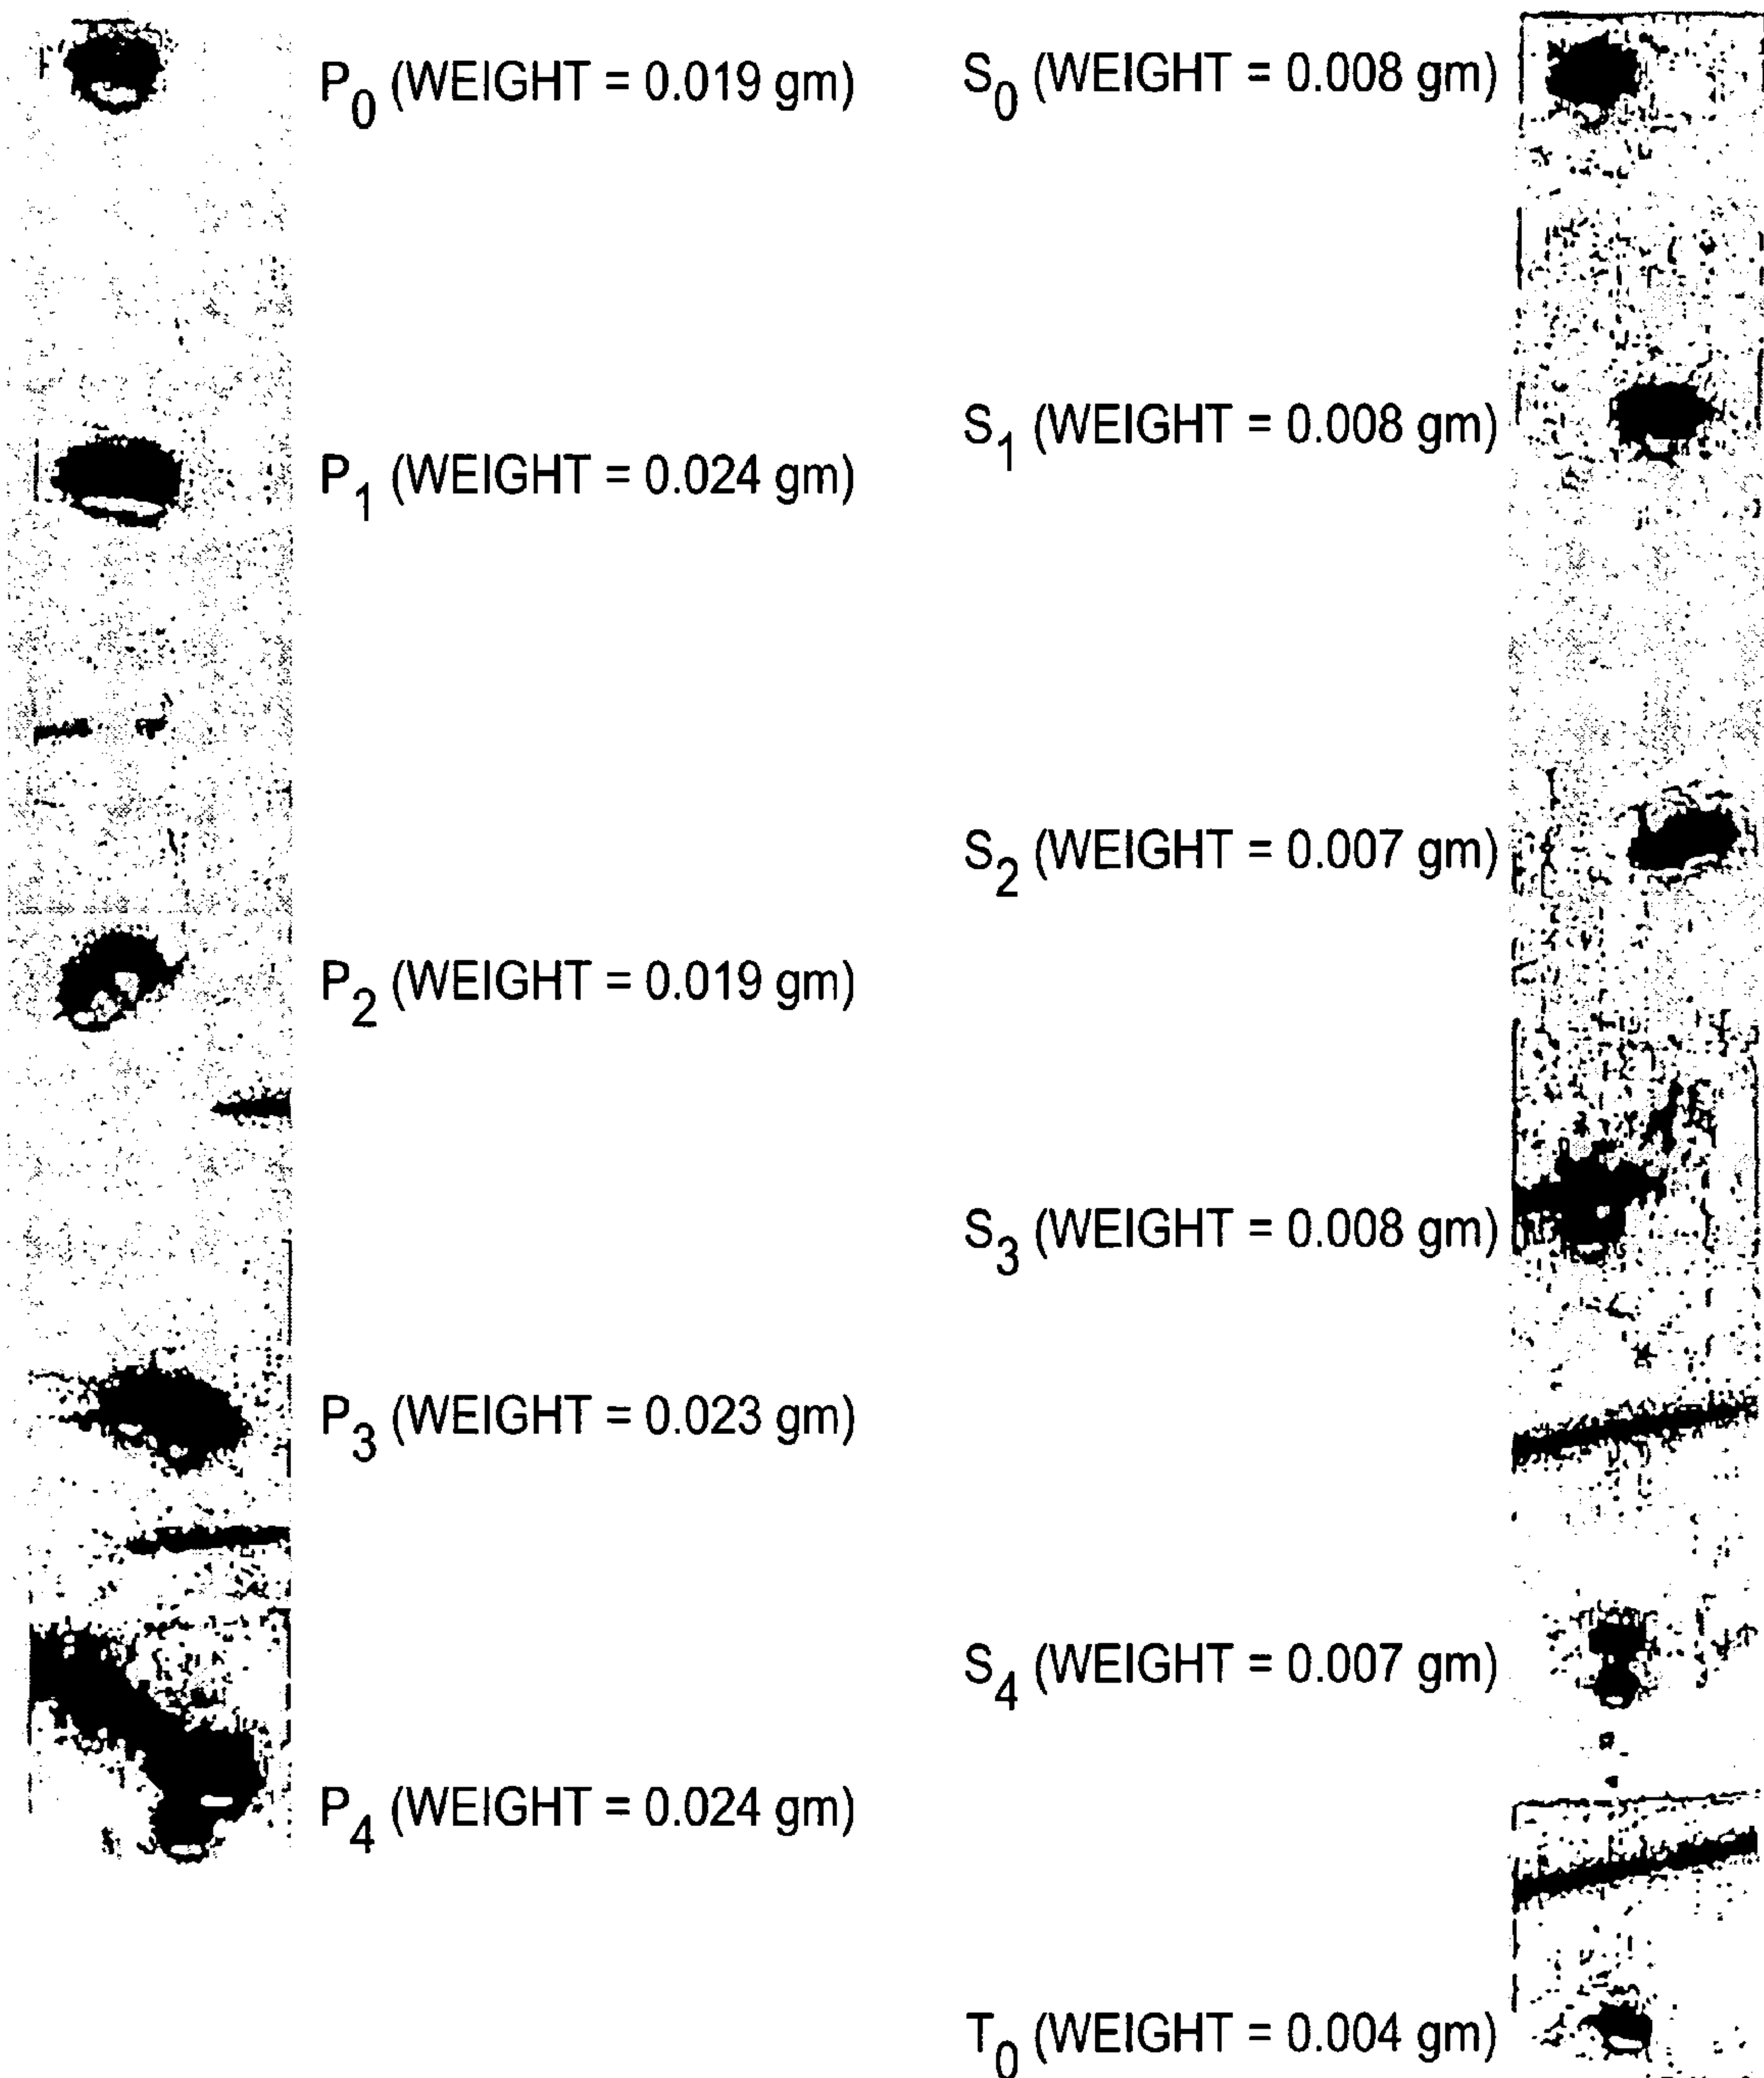 P0 (WEIGHT = 0.019 gm)
P1 (WEIGHT = 0.024 gm)
P2 (WEIGHT = 0.019 gm)
P3 (WEIGHT = 0.023 gm)
P4 (WEIGHT = 0.024 gm)
S0 (WEIGHT = 0.008 gm)
S1 (WEIGHT = 0.008 gm)
S2 (WEIGHT = 0.007 gm)
S3 (WEIGHT = 0.008 gm)
S4 (WEIGHT = 0.007 gm)
T0 (WEIGHT = 0.004 gm)